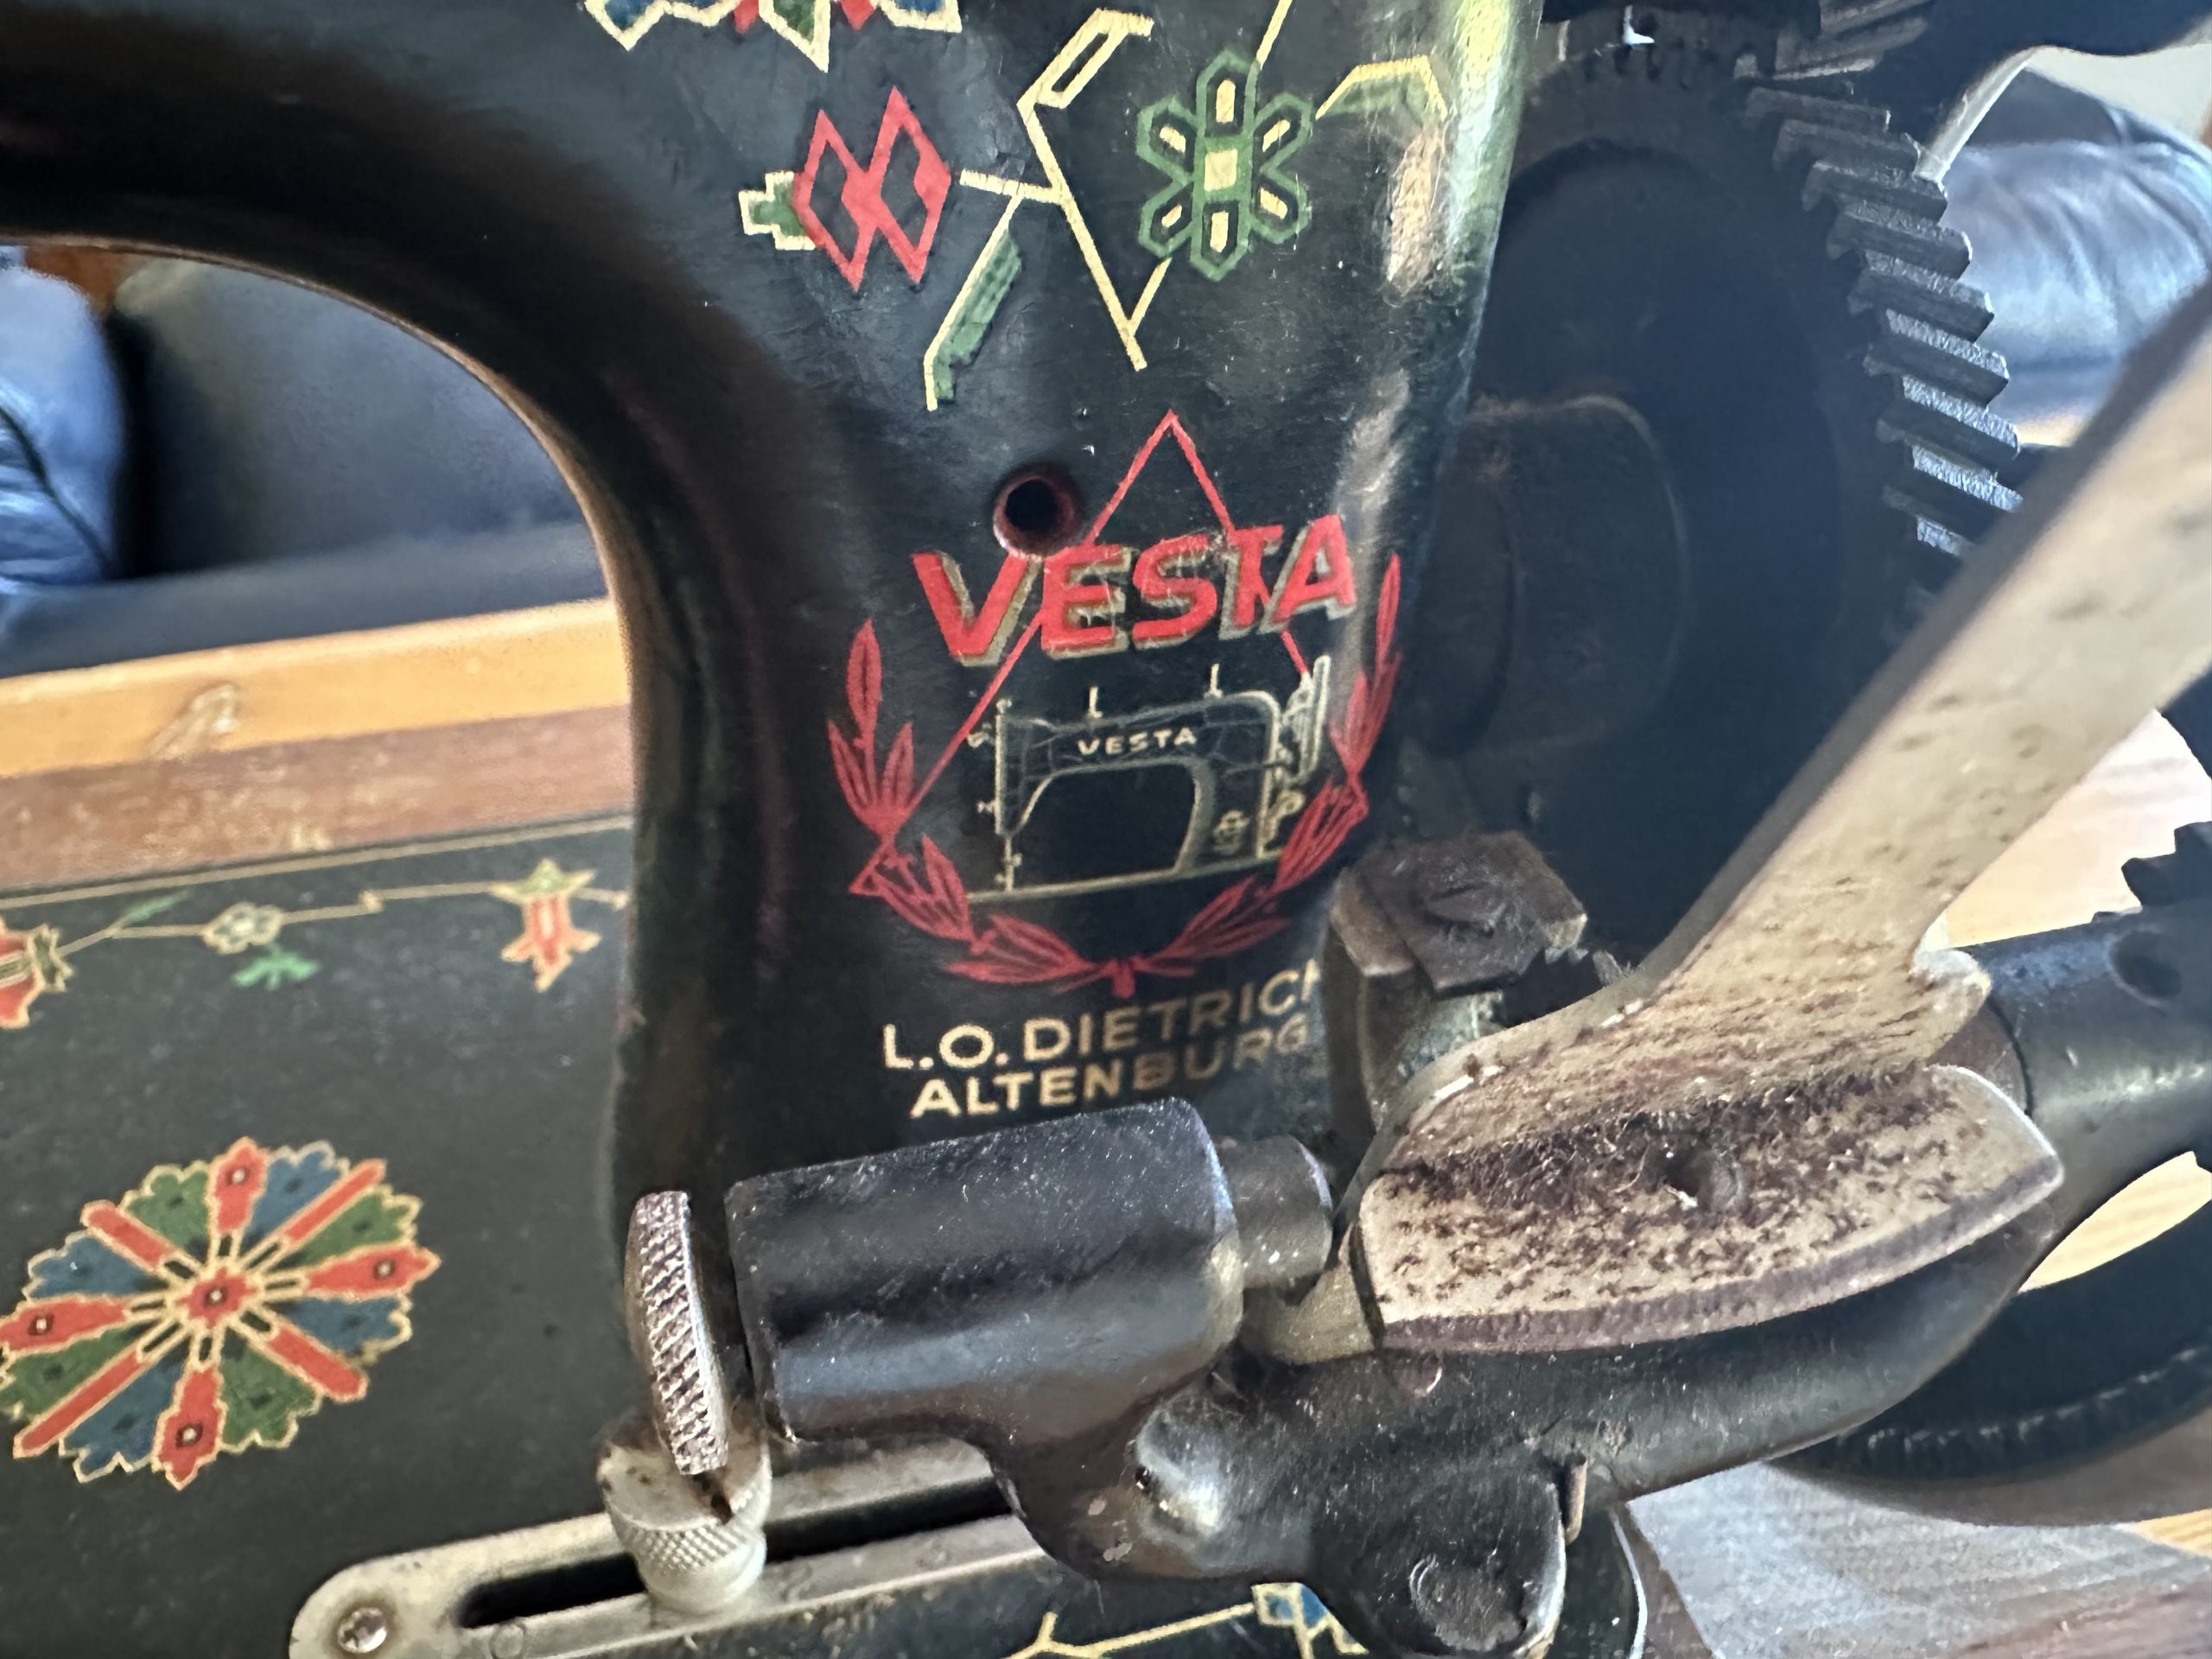 VESTA
VESTA
L.O. DIETRICH
ALTENBURG